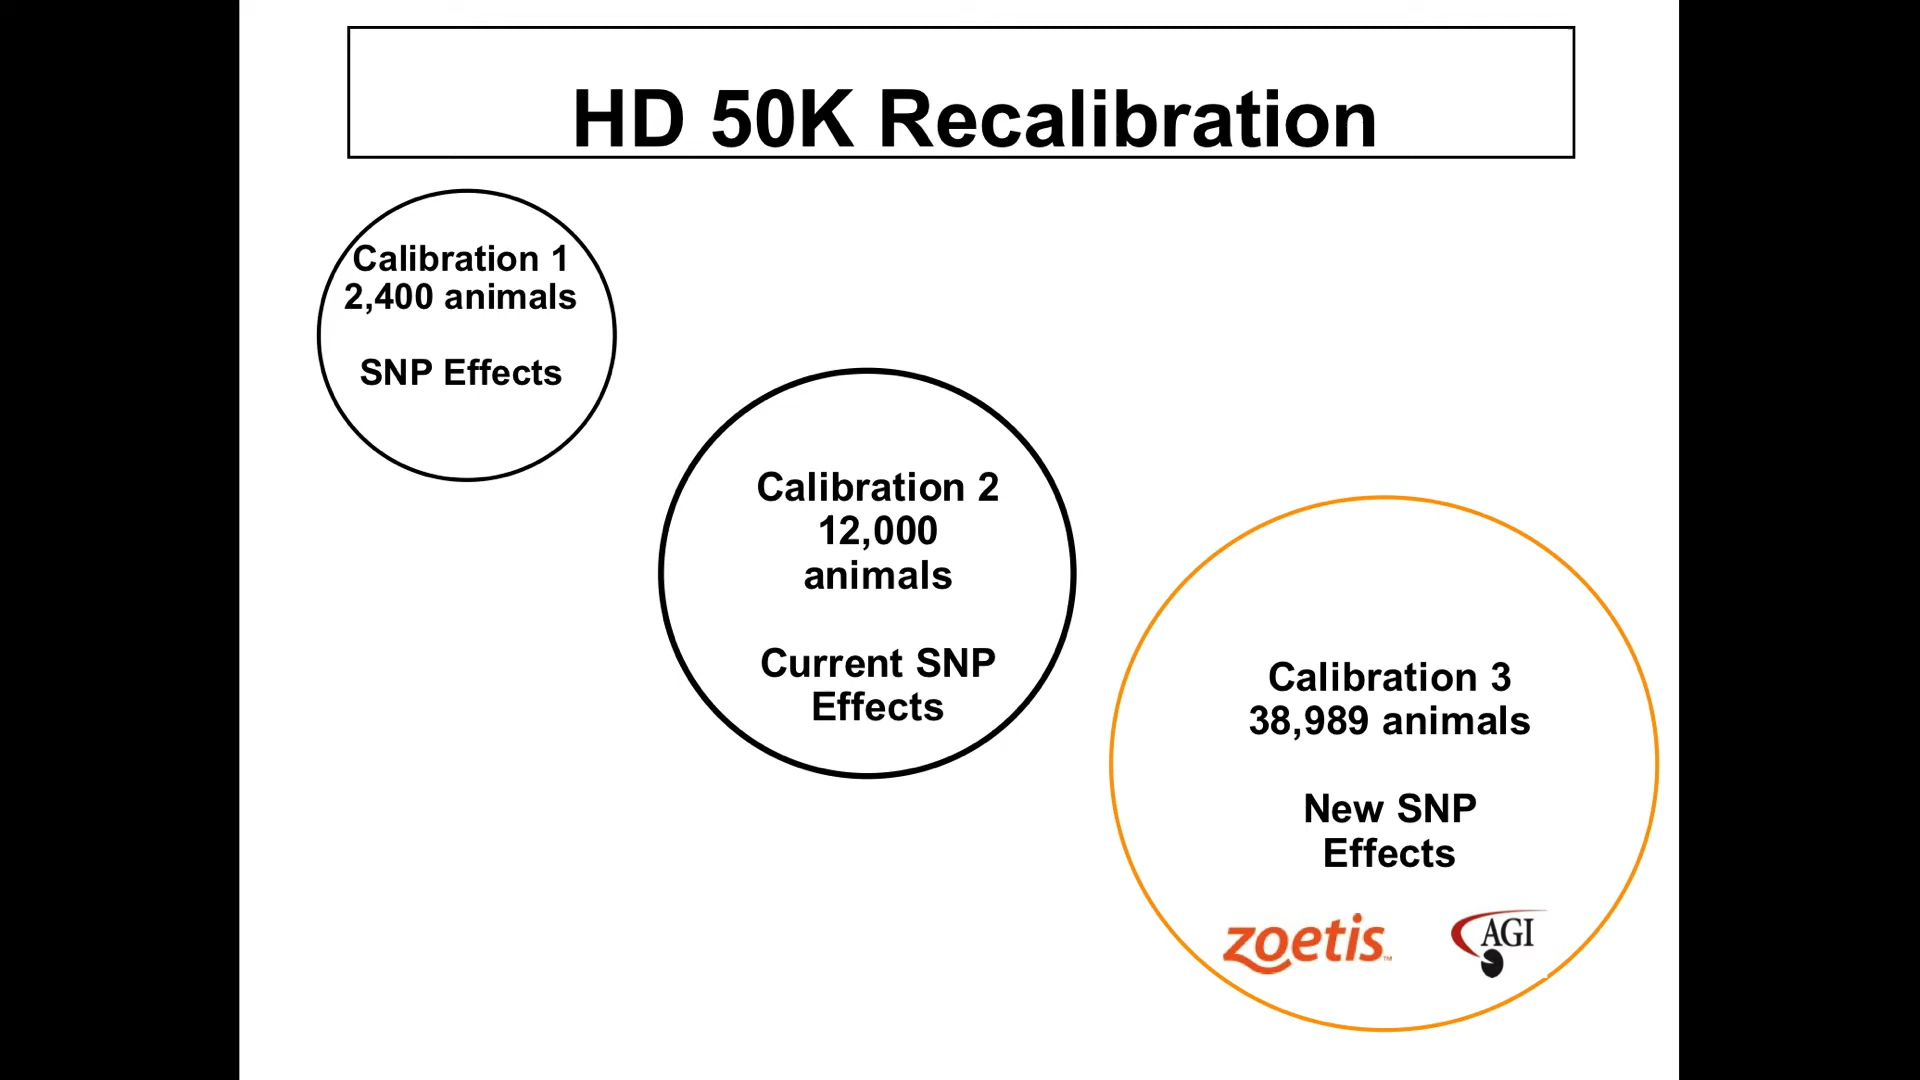 HD 50K Recalibration
Calibration 1
2,400 animals
SNP Effects
Calibration 2
12,000
animals
Current SNP
Effects
Calibration 3
38,989 animals
New SNP
Effects
zoetis™
AGI